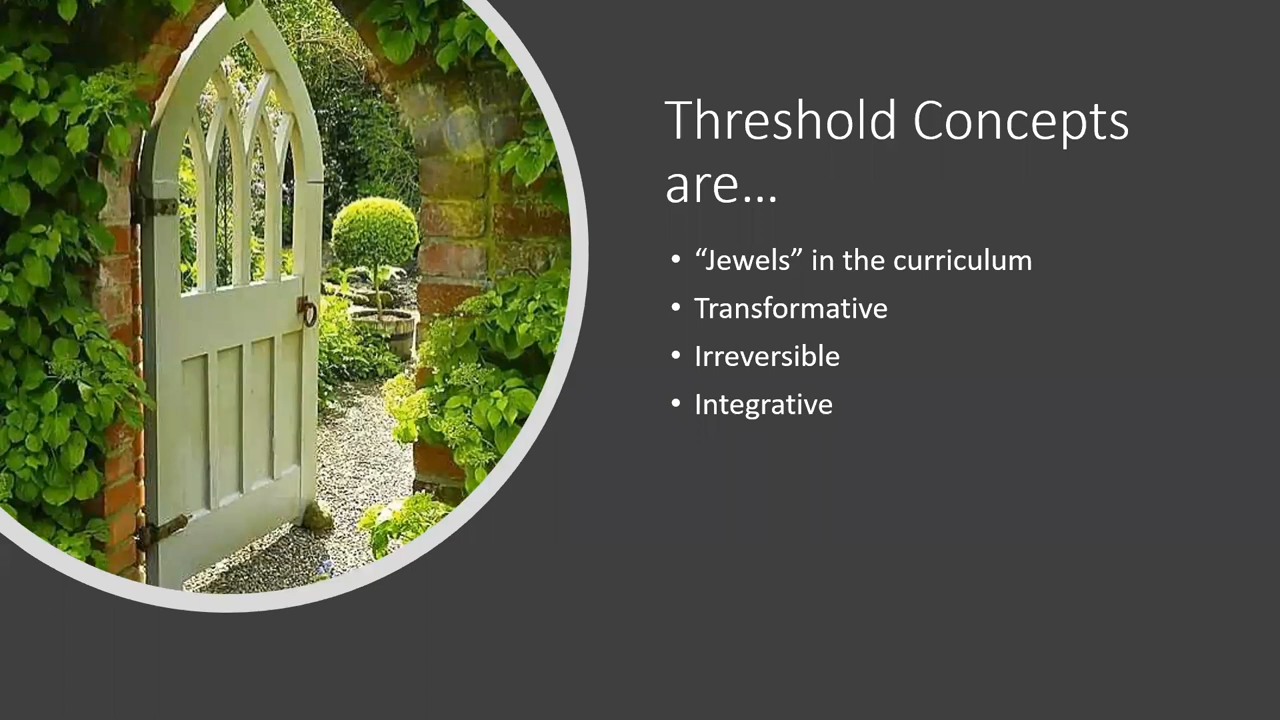 Threshold Concepts
are...
• “Jewels” in the curriculum
• Transformative
• Irreversible
• Integrative